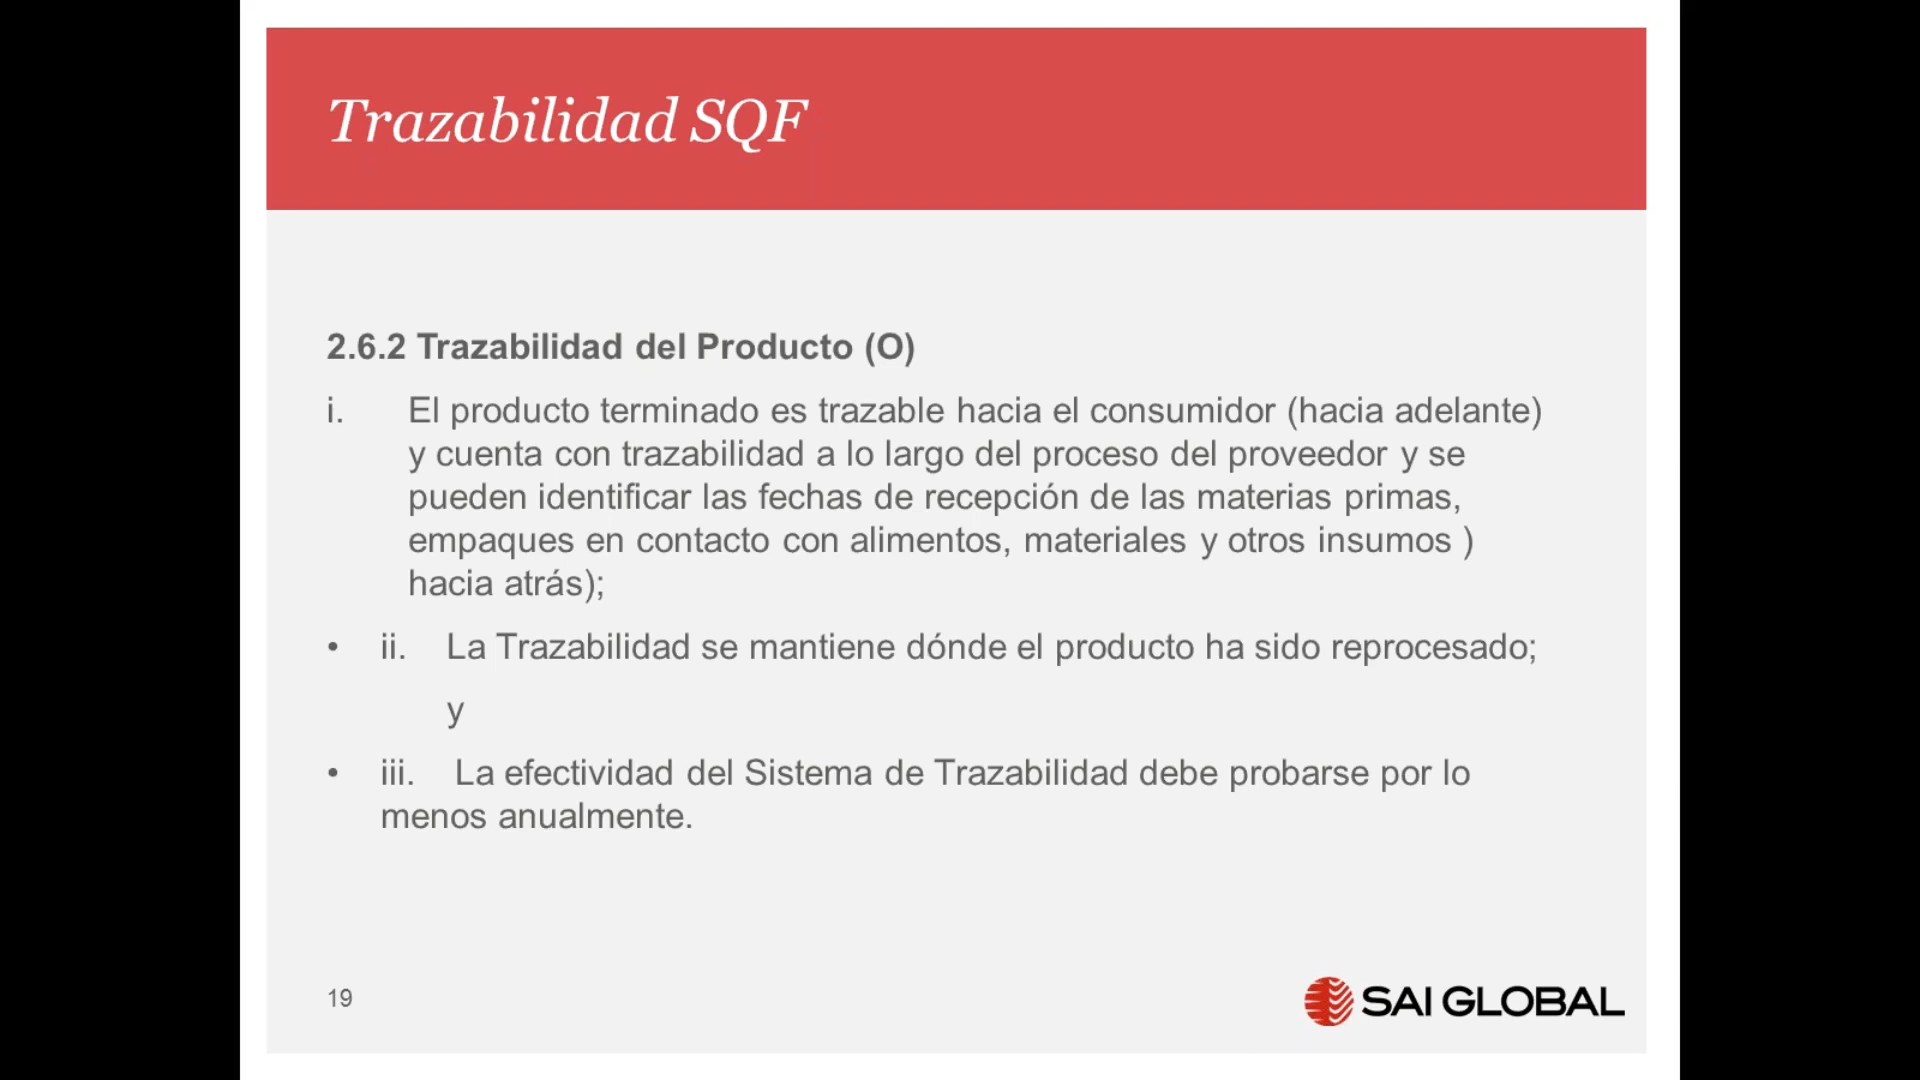 Trazabilidad SQF
2.6.2 Trazabilidad del Producto (O)
i. El producto terminado es trazable hacia el consumidor (hacia adelante)
y cuenta con trazabilidad a lo largo del proceso del proveedor y se
pueden identificar las fechas de recepción de las materias primas,
empaques en contacto con alimentos, materiales y otros insumos )
hacia atrás);
• ii. La Trazabilidad se mantiene dónde el producto ha sido reprocesado;
y
• iii. La efectividad del Sistema de Trazabilidad debe probarse por lo
menos anualmente.
19
SAI GLOBAL